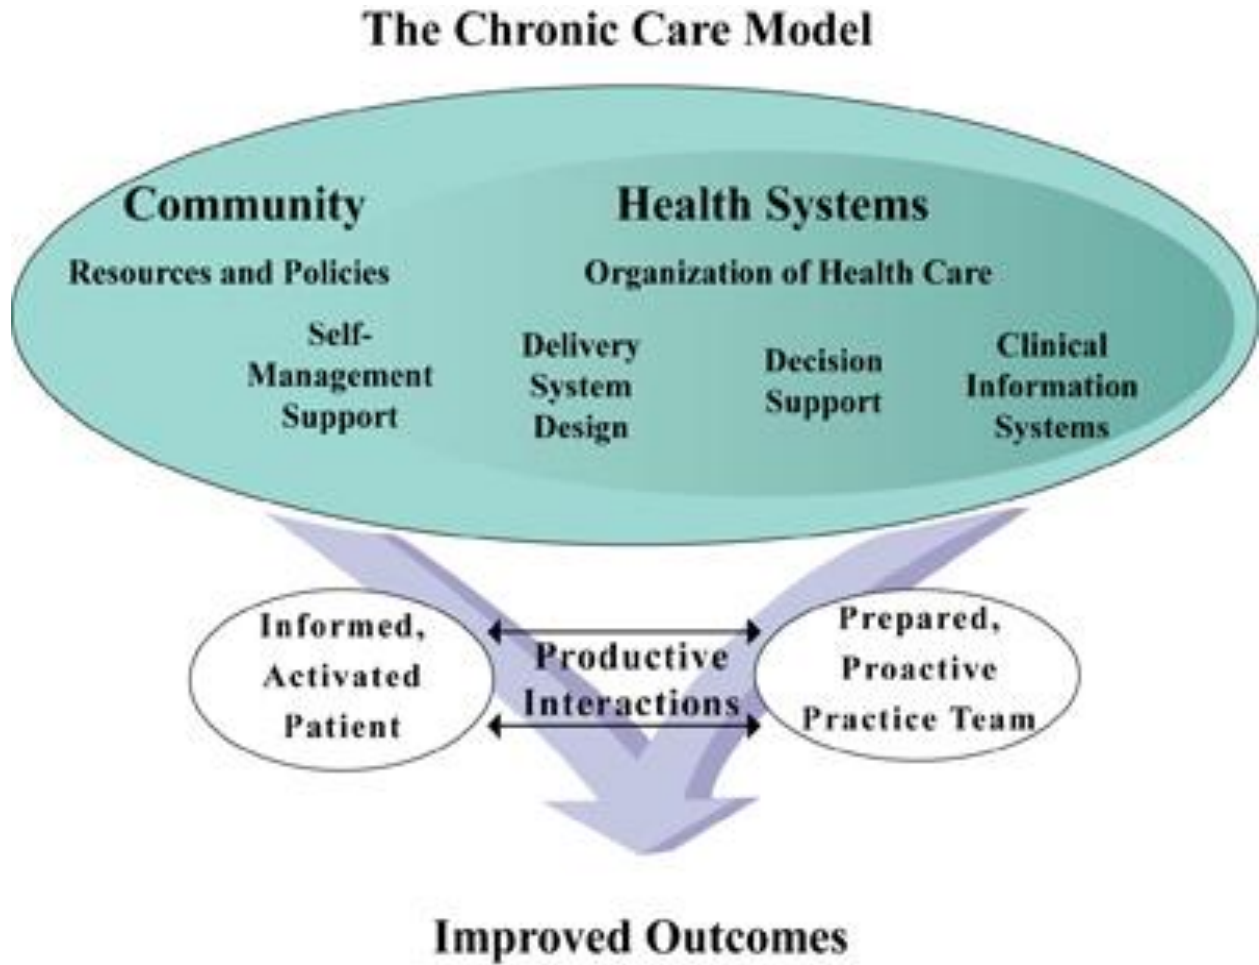 The Chronic Care Model
Community
Health Systems
Resources and Policies
Organization of Health Care
Self-
Management
Support
Delivery
System
Design
Decision
Support
Clinical
Information
Systems
Informed,
Activated
Patient
Productive
Interactions
Prepared,
Proactive
Practice Team
Improved Outcomes